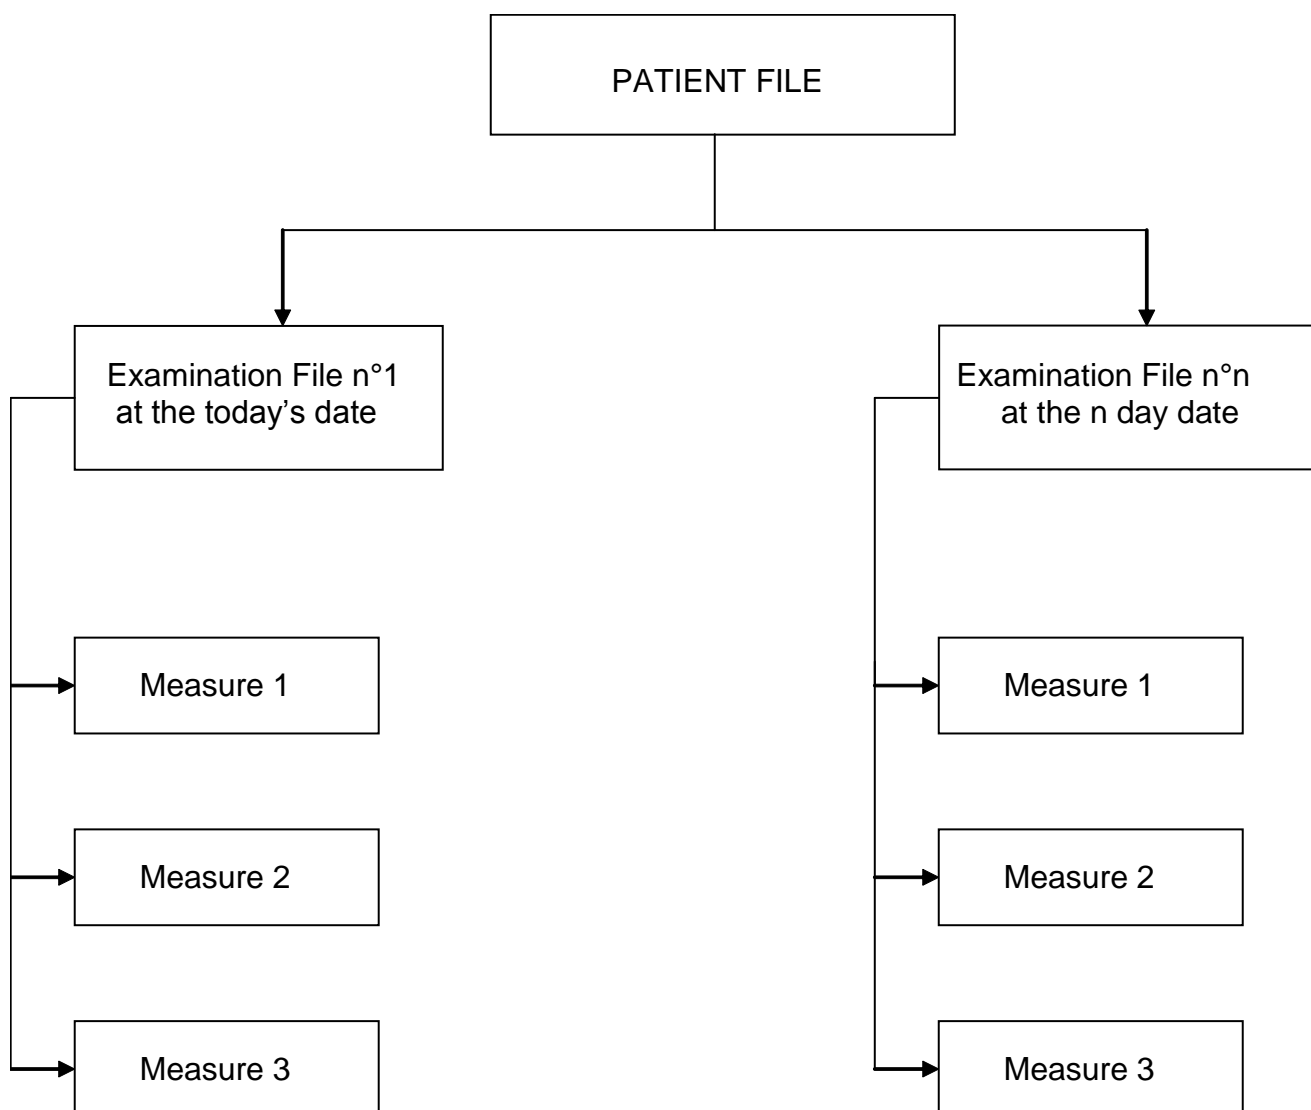 PATIENT FILE
Examination File n°1
at the today's date
Measure 1
Measure 2
Measure 3
Examination File n°n
at the n day date
Measure 1
Measure 2
Measure 3